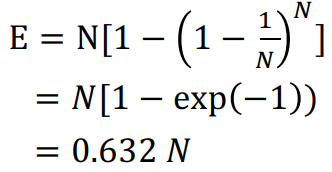 E = N[1 − (1 − 1/N)^N]
= N[1 − exp(−1))
= 0.632 N